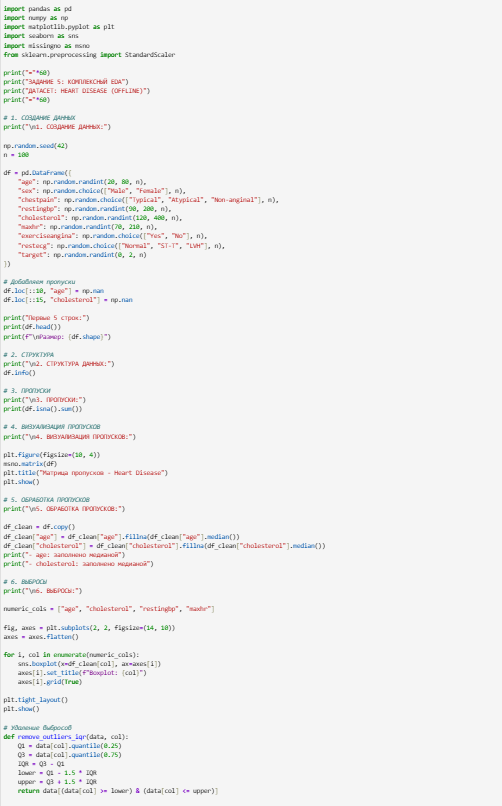 import pandas as pd
import numpy as np
import matplotlib.pyplot as plt
import seaborn as sns
import missingno as msno
from sklearn.preprocessing import StandardScaler

print("="*60)
print("ЗАДАНИЕ 5: КОМПЛЕКСНЫЙ EDA")
print("ДАТАСЕТ: HEART DISEASE (OFFLINE)")
print("="*60)

# 1. СОЗДАНИЕ ДАННЫХ
print("\n1. СОЗДАНИЕ ДАННЫХ:")

np.random.seed(42)
n = 100

df = pd.DataFrame({
    "age": np.random.randint(20, 80, n),
    "sex": np.random.choice(["Male", "Female"], n),
    "chestpain": np.random.choice(["Typical", "Atypical", "Non-anginal"], n),
    "restingbp": np.random.randint(90, 200, n),
    "cholesterol": np.random.randint(120, 400, n),
    "maxhr": np.random.randint(70, 210, n),
    "exerciseangina": np.random.choice(["Yes", "No"], n),
    "restecg": np.random.choice(["Normal", "ST-T", "LVH"], n),
    "target": np.random.randint(0, 2, n)
})

# Добавляем пропуски
df.loc[::10, "age"] = np.nan
df.loc[::15, "cholesterol"] = np.nan

print("Первые 5 строк:")
print(df.head())
print(f"\nРазмер: {df.shape}")

# 2. СТРУКТУРА
print("\n2. СТРУКТУРА ДАННЫХ:")
df.info()

# 3. ПРОПУСКИ
print("\n3. ПРОПУСКИ:")
print(df.isna().sum())

# 4. ВИЗУАЛИЗАЦИЯ ПРОПУСКОВ
print("\n4. ВИЗУАЛИЗАЦИЯ ПРОПУСКОВ:")

plt.figure(figsize=(10, 4))
msno.matrix(df)
plt.title("Матрица пропусков - Heart Disease")
plt.show()

# 5. ОБРАБОТКА ПРОПУСКОВ
print("\n5. ОБРАБОТКА ПРОПУСКОВ:")

df_clean = df.copy()
df_clean["age"] = df_clean["age"].fillna(df_clean["age"].median())
df_clean["cholesterol"] = df_clean["cholesterol"].fillna(df_clean["cholesterol"].median())
print("- age: заполнено медианой")
print("- cholesterol: заполнено медианой")

# 6. ВЫБРОСЫ
print("\n6. ВЫБРОСЫ:")

numeric_cols = ["age", "cholesterol", "restingbp", "maxhr"]

fig, axes = plt.subplots(2, 2, figsize=(14, 10))
axes = axes.flatten()

for i, col in enumerate(numeric_cols):
    sns.boxplot(x=df_clean[col], ax=axes[i])
    axes[i].set_title(f"Boxplot: {col}")
    axes[i].grid(True)

plt.tight_layout()
plt.show()

# Удаление выбросов
def remove_outliers_iqr(data, col):
    Q1 = data[col].quantile(0.25)
    Q3 = data[col].quantile(0.75)
    IQR = Q3 - Q1
    lower = Q1 - 1.5 * IQR
    upper = Q3 + 1.5 * IQR
    return data[(data[col] >= lower) & (data[col] <= upper)]